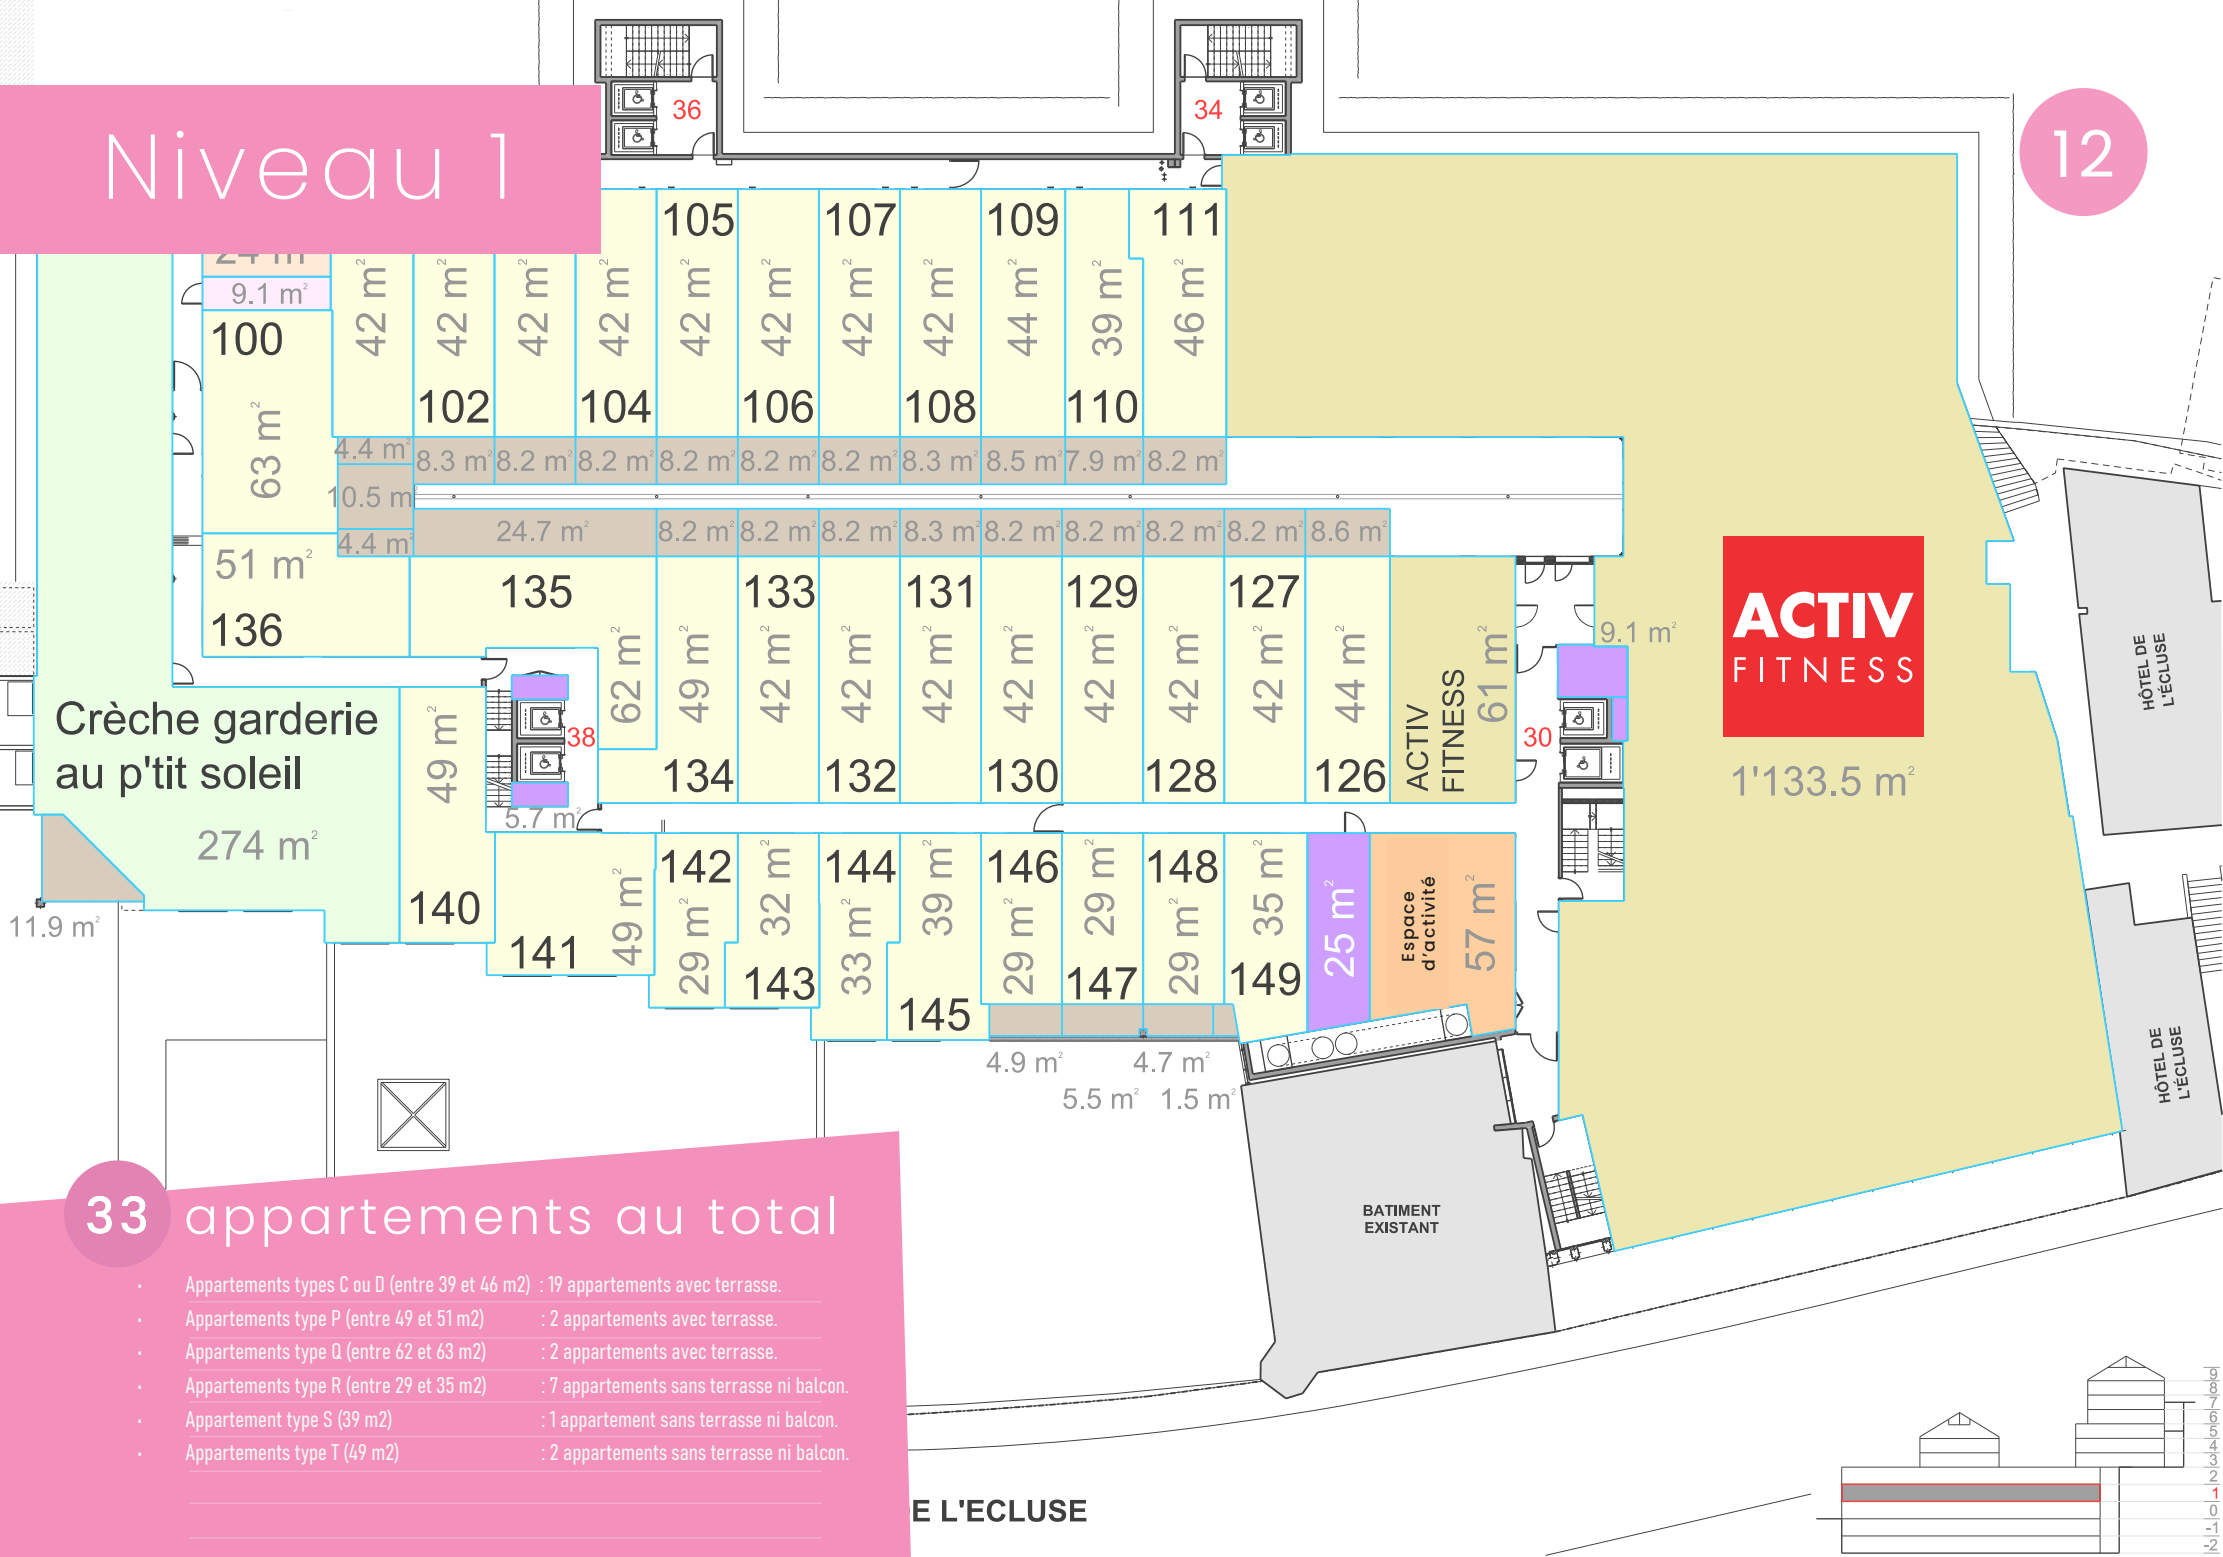 36
34
Niveau 1
12
105
107
109
111
42 m²
42 m²
42 m²
42 m²
42 m²
42 m²
42 m²
42 m²
44 m²
39 m²
46 m²
9.1 m²
100
63 m²
102
104
106
108
110
4.4 m²
8.3 m²
8.2 m²
8.2 m²
8.2 m²
8.2 m²
8.2 m²
8.3 m²
8.5 m²
7.9 m²
8.2 m²
10.5 m²
4.4 m²
24.7 m²
8.2 m²
8.2 m²
8.2 m²
8.3 m²
8.2 m²
8.2 m²
8.2 m²
8.2 m²
8.6 m²
51 m²
136
135
133
131
129
127
62 m²
49 m²
42 m²
42 m²
42 m²
42 m²
42 m²
42 m²
44 m²
ACTIV
FITNESS
61 m²
9.1 m²
ACTIV
FITNESS
1'133.5 m²
HÔTEL DE
L'ÉCLUSE
Crèche garderie
au p'tit soleil
274 m²
49 m²
38
30
134
132
130
128
126
5.7 m²
11.9 m²
140
141
49 m²
142
29 m²
32 m²
143
144
33 m²
39 m²
145
146
29 m²
29 m²
147
148
29 m²
35 m²
149
25 m²
Espace
d'activité
57 m²
4.9 m²
4.7 m²
5.5 m²
1.5 m²
HÔTEL DE
L'ÉCLUSE
BATIMENT
EXISTANT
33 appartements au total
· Appartements types C ou D (entre 39 et 46 m2) : 19 appartements avec terrasse.
· Appartements type P (entre 49 et 51 m2) : 2 appartements avec terrasse.
· Appartements type Q (entre 62 et 63 m2) : 2 appartements avec terrasse.
· Appartements type R (entre 29 et 35 m2) : 7 appartements sans terrasse ni balcon.
· Appartement type S (39 m2) : 1 appartement sans terrasse ni balcon.
· Appartements type T (49 m2) : 2 appartements sans terrasse ni balcon.
E L'ECLUSE
9
8
7
6
5
4
3
2
1
0
-1
-2